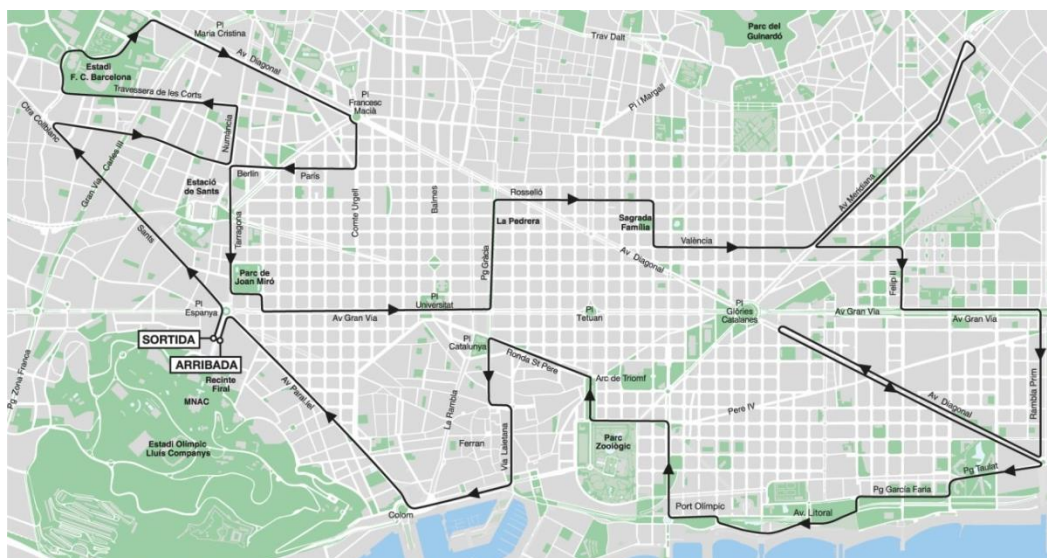 Pl
Maria Cristina
Trav Dalt
Parc del
Guinardó
Av Diagonal
Estadi
F. C. Barcelona
Travessera de les Corts
Pl
Francesc
Macià
Pi i Margall
Ctra Collblanc
Gran Via Carles III
Numància
Berlín
París
Estació
de Sants
Comte Urgell
Balmes
Rosselló
La Pedrera
Sagrada
Família
València
Av Meridiana
Sants
Tarragona
Pg Gràcia
Av Diagonal
Parc de
Joan Miró
Felip II
Pl
Espanya
Av Gran Via
Pl
Universitat
Pl
Tetuan
Pl
Glòries
Catalanes
Av Gran Via
Av Gran Via
SORTIDA
ARRIBADA
Recinte
Firal
MNAC
Pl
Catalunya
Ronda St Pere
Arc de Triomf
Pg Zona Franca
Av Paral.lel
La Rambla
Pere IV
Av Diagonal
Rambla Prim
Estadi Olímpic
Lluís Companys
Ferran
Via Laietana
Parc
Zoològic
Pg Taulat
Pg García Faria
Colom
Port Olímpic
Av. Litoral